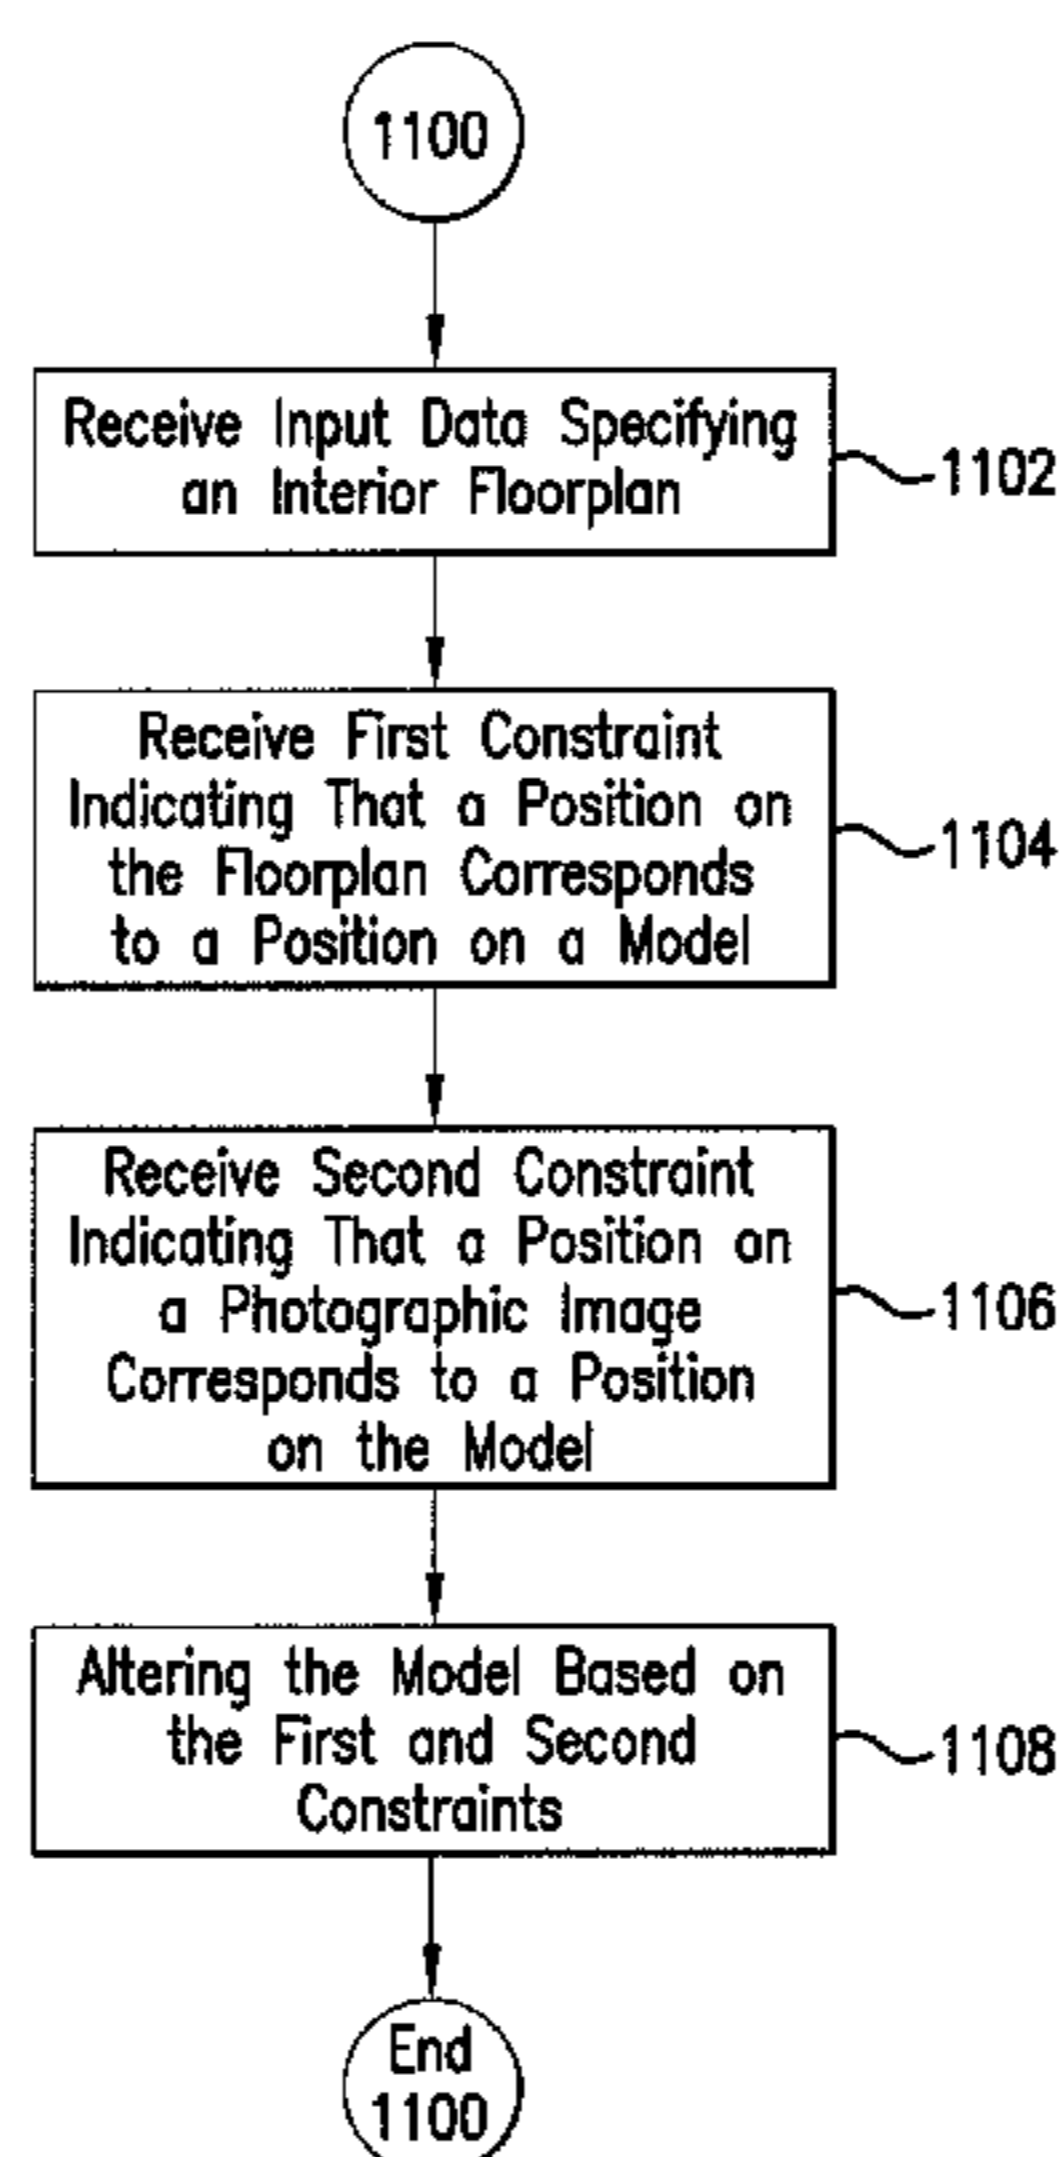 1100
Receive Input Data Specifying
an Interior Floorplan
1102
Receive First Constraint
Indicating That a Position on
the Floorplan Corresponds
to a Position on a Model
1104
Receive Second Constraint
Indicating That a Position on
a Photographic Image
Corresponds to a Position
on the Model
1106
Altering the Model Based on
the First and Second
Constraints
1108
End
1100